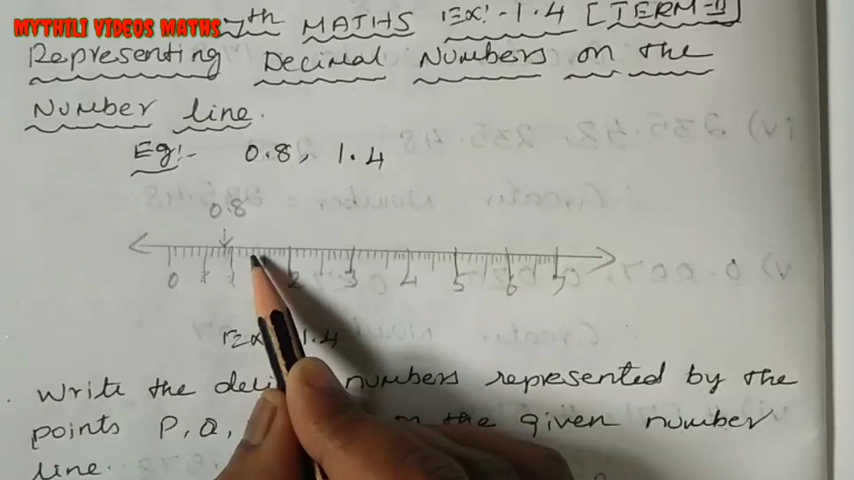 MYTHILI VIDEOS MATHS
7th MATHS Ex:-1.4 [TERM-II]
Representing Decimal Numbers on the
Number line.
Eg:- 0.8, 1.4
0.8
0 1 2 3 4 5 6 7
Ex 1.4
Write the numbers represented by the
points P, Q, on the given number
line.